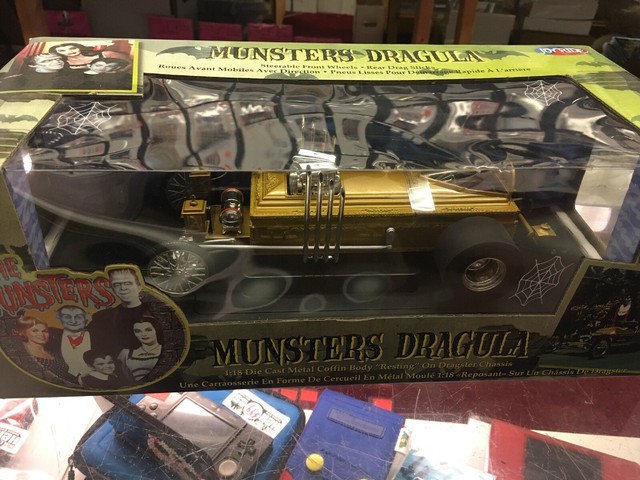 MUNSTERS DRAGULA
JOYRIDE
Steerable Front Wheels • Rear Drag Slicks
Roues Avant Mobiles Avec Direction • Pneus Lisses Pour Rapide À L'arrière
THE
MUNSTERS
MUNSTERS DRAGULA
1:18 Die Cast Metal Coffin Body "Resting" On Dragster Chassis
Une Carrausserie En Forme De Cercueil En Métal Moulé 1:18 «Reposant» Sur Un Châssis De Dragster